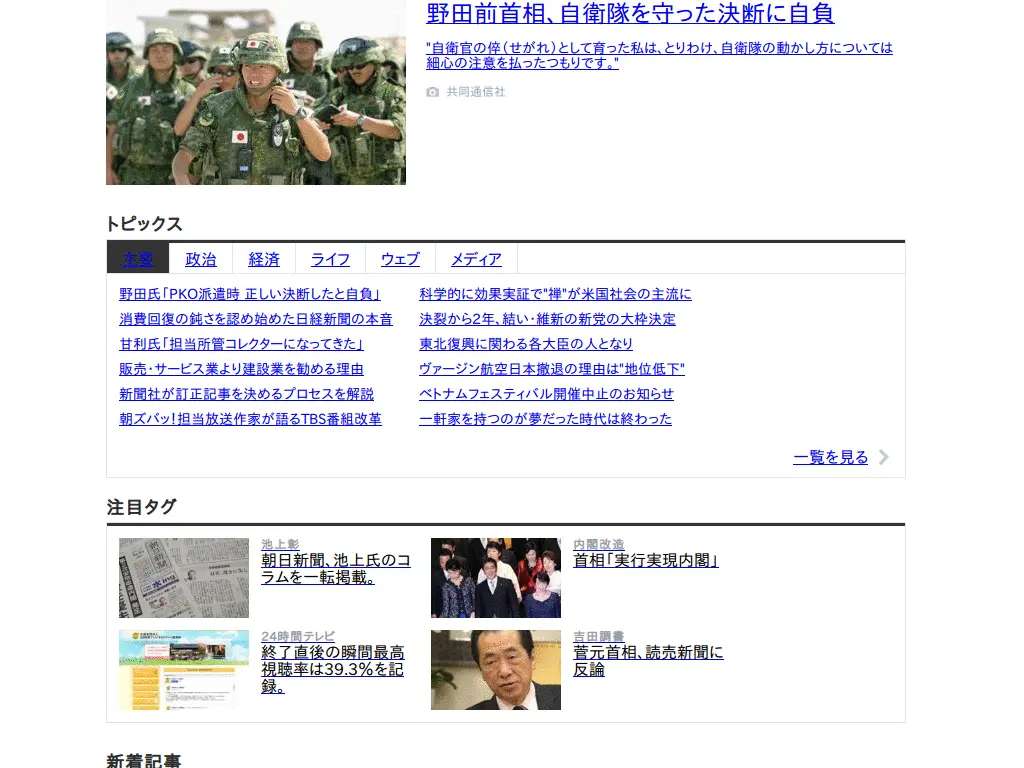 野田前首相、自衛隊を守った決断に自負
"自衛官の倅（せがれ）として育った私は、とりわけ、自衛隊の動かし方については
細心の注意を払ったつもりです。"
共同通信社
トピックス
主要 政治 経済 ライフ ウェブ メディア
野田氏「PKO派遣時 正しい決断したと自負」
消費回復の鈍さを認め始めた日経新聞の本音
甘利氏「担当所管コレクターになってきた」
販売・サービス業より建設業を勧める理由
新聞社が訂正記事を決めるプロセスを解説
朝ズバッ！担当放送作家が語るTBS番組改革
科学的に効果実証で"禅"が米国社会の主流に
決裂から2年、結い・維新の新党の大枠決定
東北復興に関わる各大臣の人となり
ヴァージン航空日本撤退の理由は"地位低下"
ベトナムフェスティバル開催中止のお知らせ
一軒家を持つのが夢だった時代は終わった
一覧を見る
注目タグ
池上彰
朝日新聞、池上氏のコ
ラムを一転掲載。
内閣改造
首相「実行実現内閣」
24時間テレビ
終了直後の瞬間最高
視聴率は39.3%を記
録。
吉田調書
菅元首相、読売新聞に
反論
新着記事